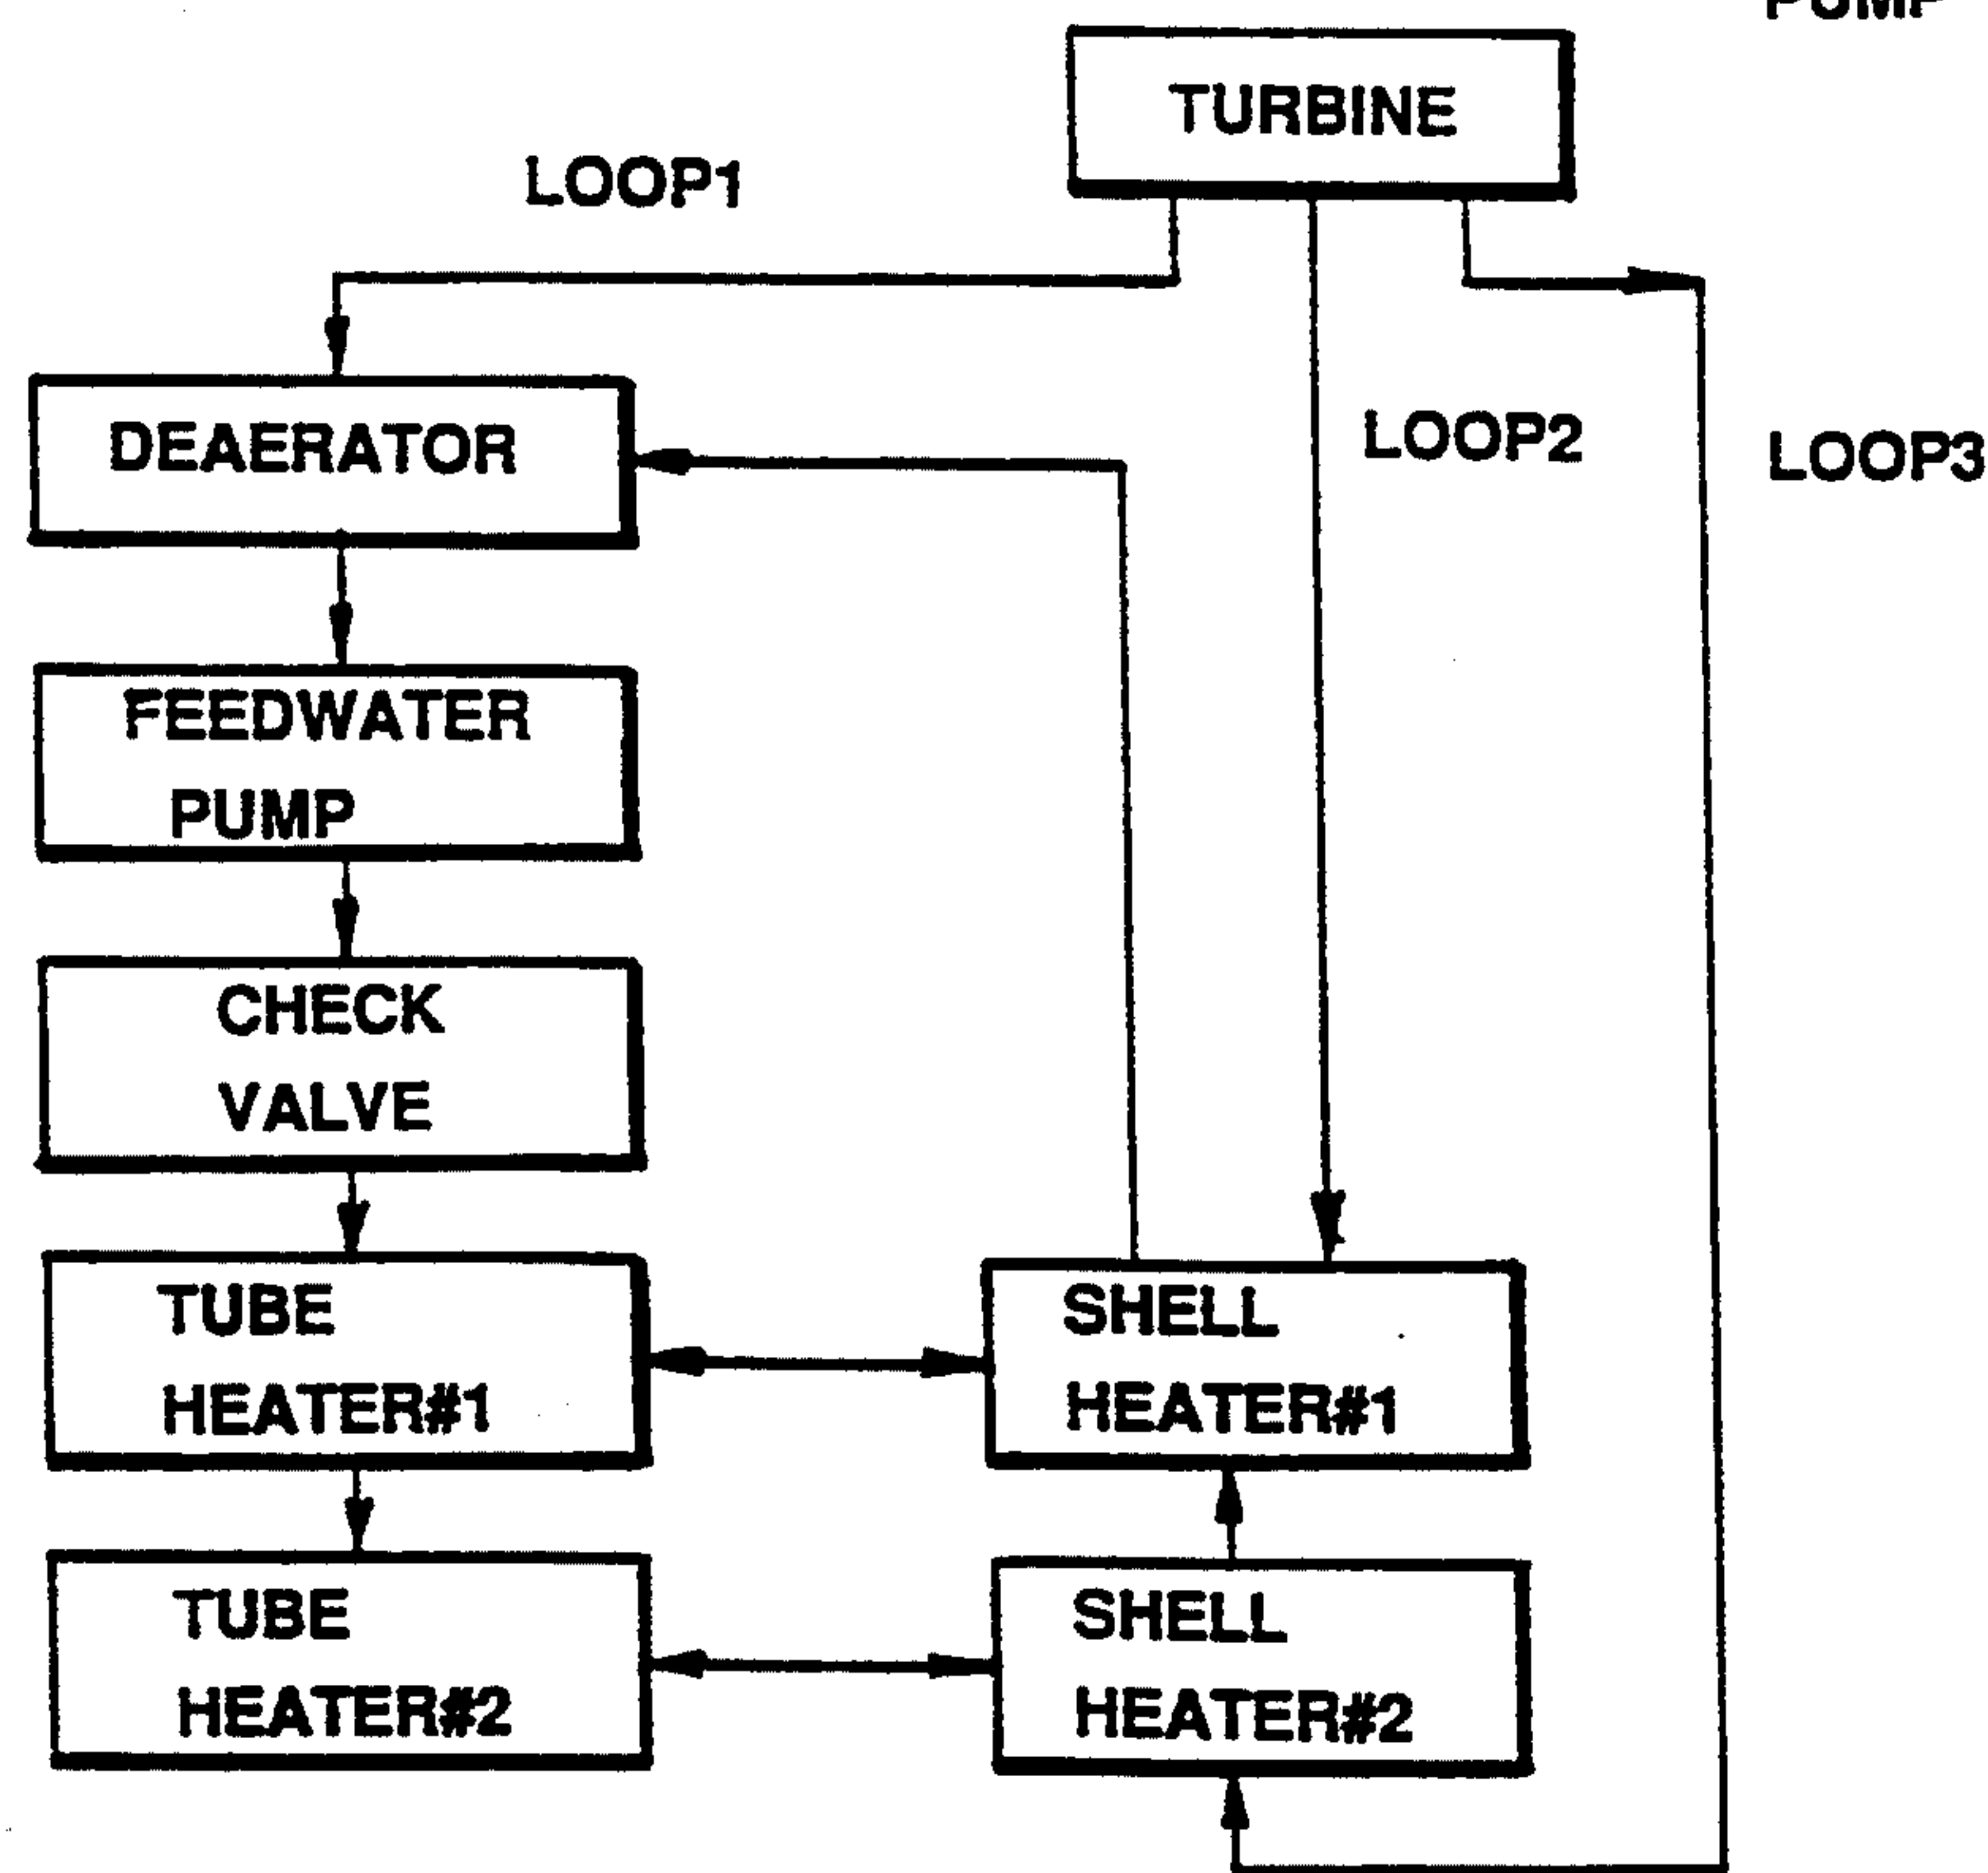 PUMP
TURBINE
LOOP1
DEAERATOR
LOOP2
LOOP3
FEEDWATER
PUMP
CHECK
VALVE
TUBE
HEATER#1
SHELL
HEATER#1
TUBE
HEATER#2
SHELL
HEATER#2